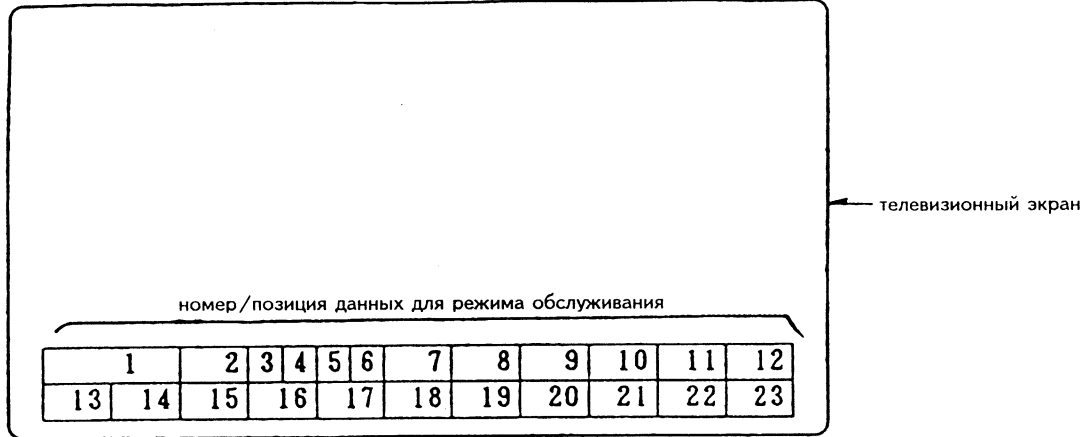 телевизионный экран
номер/позиция данных для режима обслуживания
1 2 3 4 5 6 7 8 9 10 11 12
13 14 15 16 17 18 19 20 21 22 23